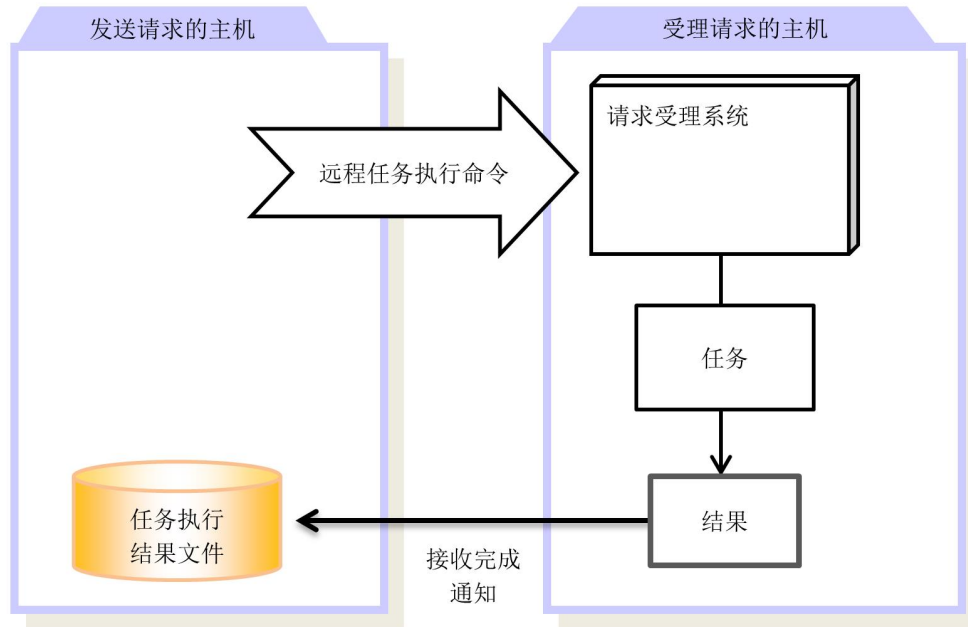 发送请求的主机
受理请求的主机
请求受理系统
远程任务执行命令
任务
任务执行
结果文件
结果
接收完成
通知